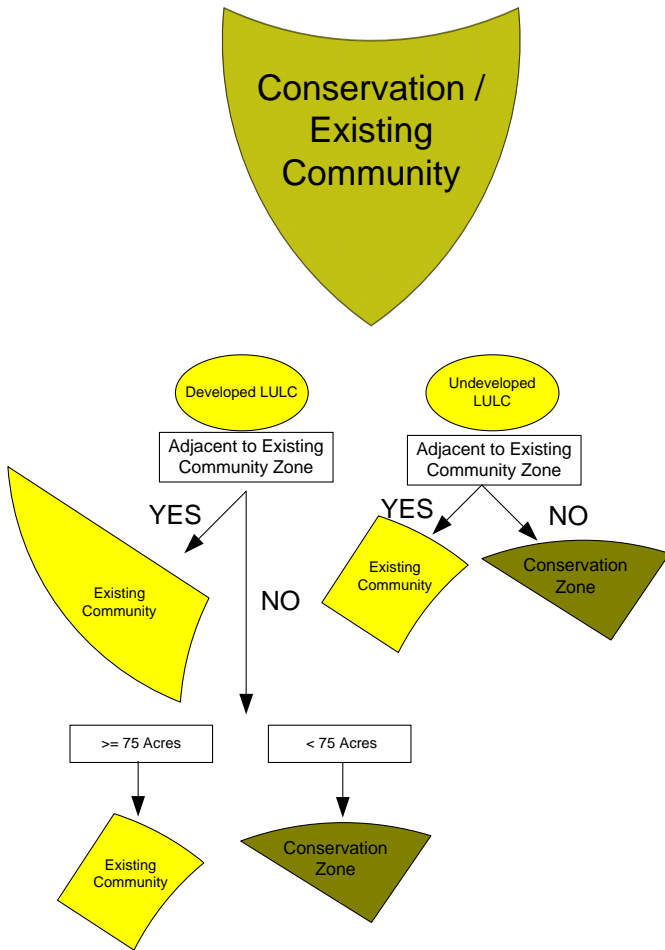 Conservation /
Existing
Community
Developed LULC
Adjacent to Existing
Community Zone
YES
Existing
Community
NO
>= 75 Acres
Existing
Community
< 75 Acres
Conservation
Zone
Undeveloped
LULC
Adjacent to Existing
Community Zone
YES
Existing
Community
NO
Conservation
Zone